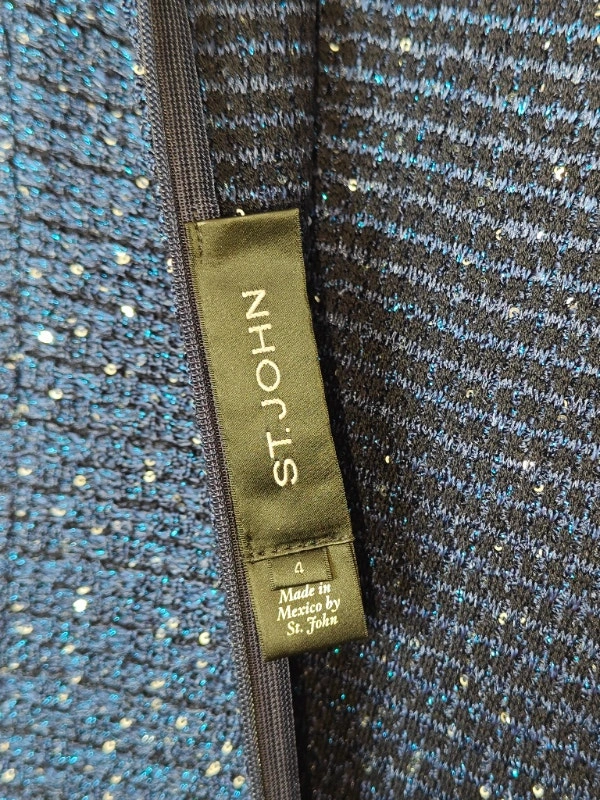 ST.JOHN
4
Made in
Mexico by
St. John